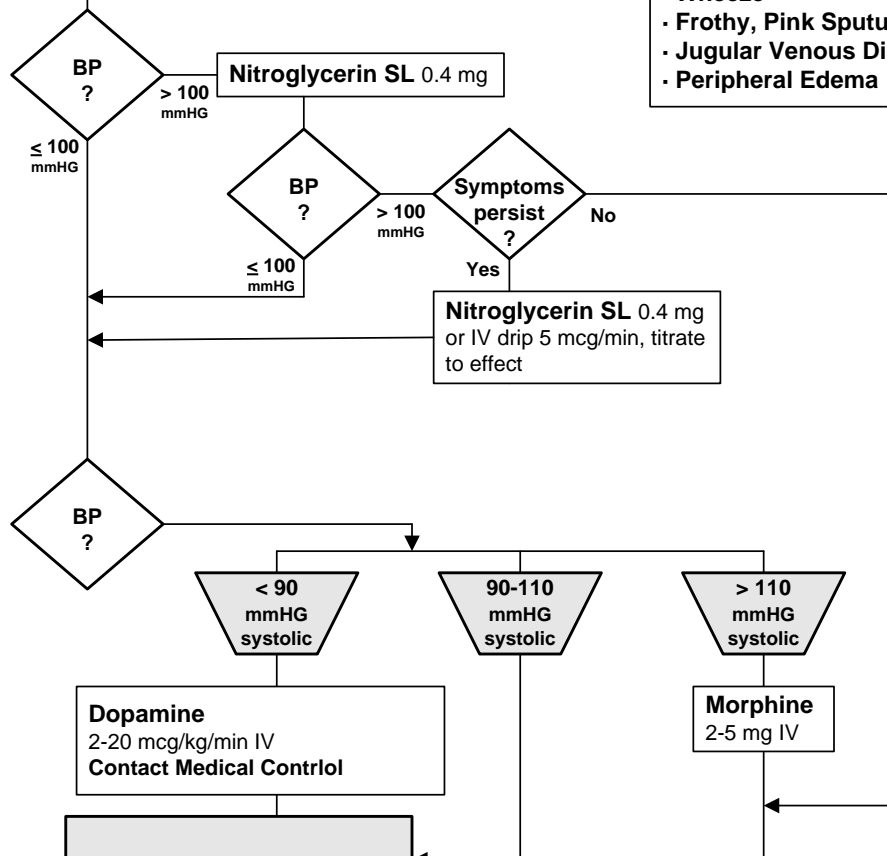 · Frothy, Pink
· Jugular Venous
· Peripheral Edema
BP
?
> 100
mmHG
≤ 100
mmHG
Nitroglycerin SL 0.4 mg
BP
?
> 100
mmHG
≤ 100
mmHG
Symptoms
persist
?
No
Yes
Nitroglycerin SL 0.4 mg
or IV drip 5 mcg/min, titrate
to effect
BP
?
< 90
mmHG
systolic
90-110
mmHG
systolic
> 110
mmHG
systolic
Dopamine
2-20 mcg/kg/min IV
Contact Medical Contrlol
Morphine
2-5 mg IV